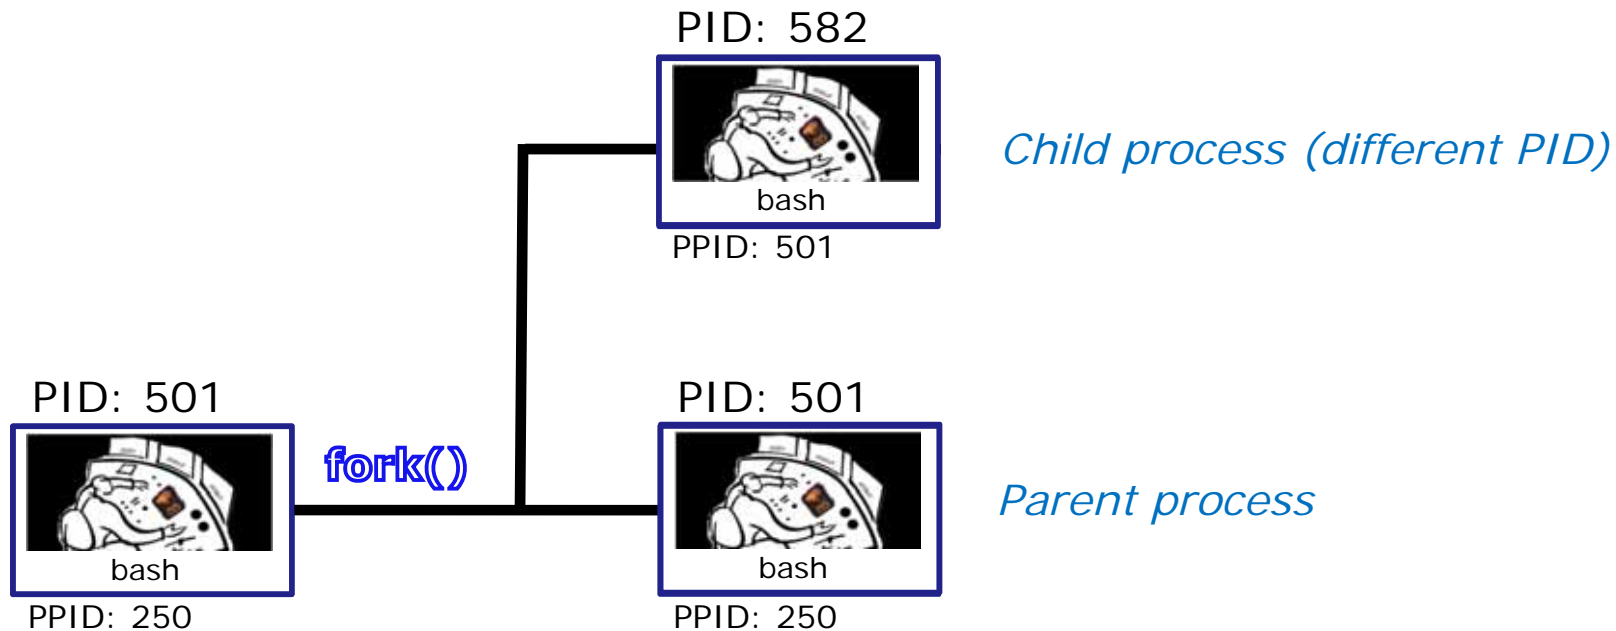 PID: 582
bash
PPID: 501
Child process (different PID)
PID: 501
bash
PPID: 250
fork()
PID: 501
bash
PPID: 250
Parent process